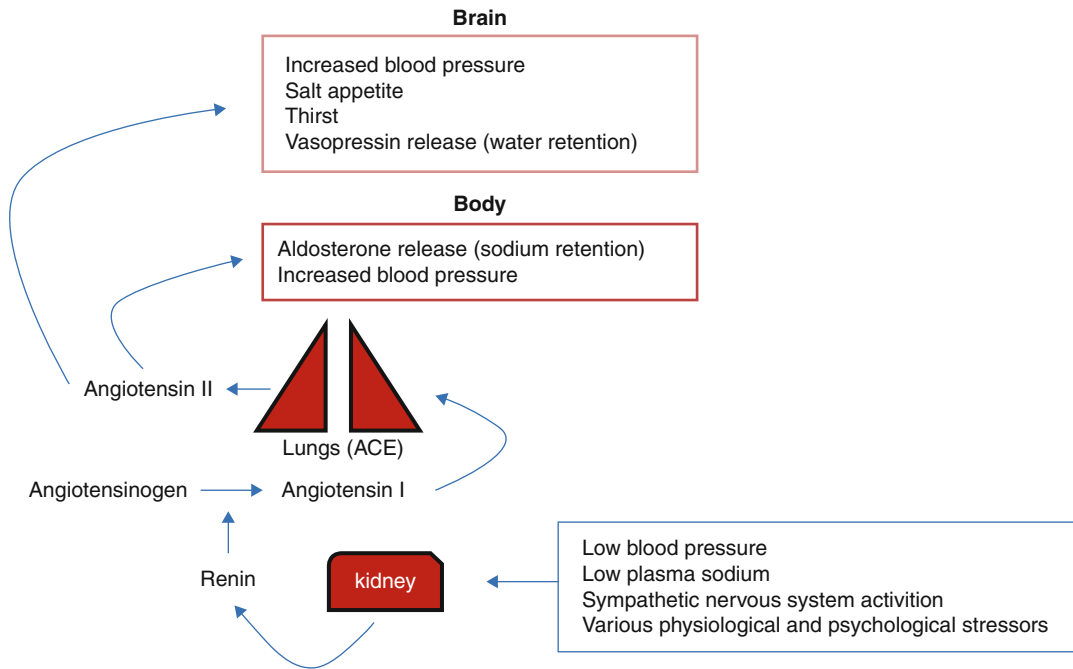 Brain
Increased blood pressure
Salt appetite
Thirst
Vasopressin release (water retention)
Body
Aldosterone release (sodium retention)
Increased blood pressure
Angiotensin II
Lungs (ACE)
Angiotensinogen
Angiotensin I
Renin
kidney
Low blood pressure
Low plasma sodium
Sympathetic nervous system activition
Various physiological and psychological stressors